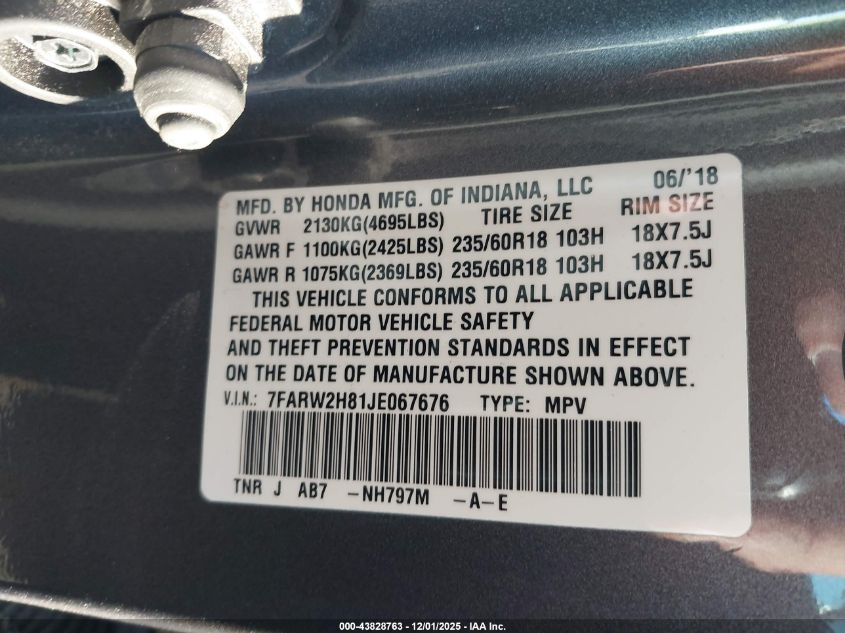 MFD. BY HONDA MFG. OF INDIANA, LLC 06/'18
GVWR 2130KG(4695LBS) TIRE SIZE RIM SIZE
GAWR F 1100KG(2425LBS) 235/60R18 103H 18X7.5J
GAWR R 1075KG(2369LBS) 235/60R18 103H 18X7.5J
THIS VEHICLE CONFORMS TO ALL APPLICABLE
FEDERAL MOTOR VEHICLE SAFETY
AND THEFT PREVENTION STANDARDS IN EFFECT
ON THE DATE OF MANUFACTURE SHOWN ABOVE.
V.I.N.: 7FARW2H81JE067676 TYPE: MPV
TNR J AB7 -NH797M -A-E
000-43828763 - 12/01/2025 - IAA Inc.